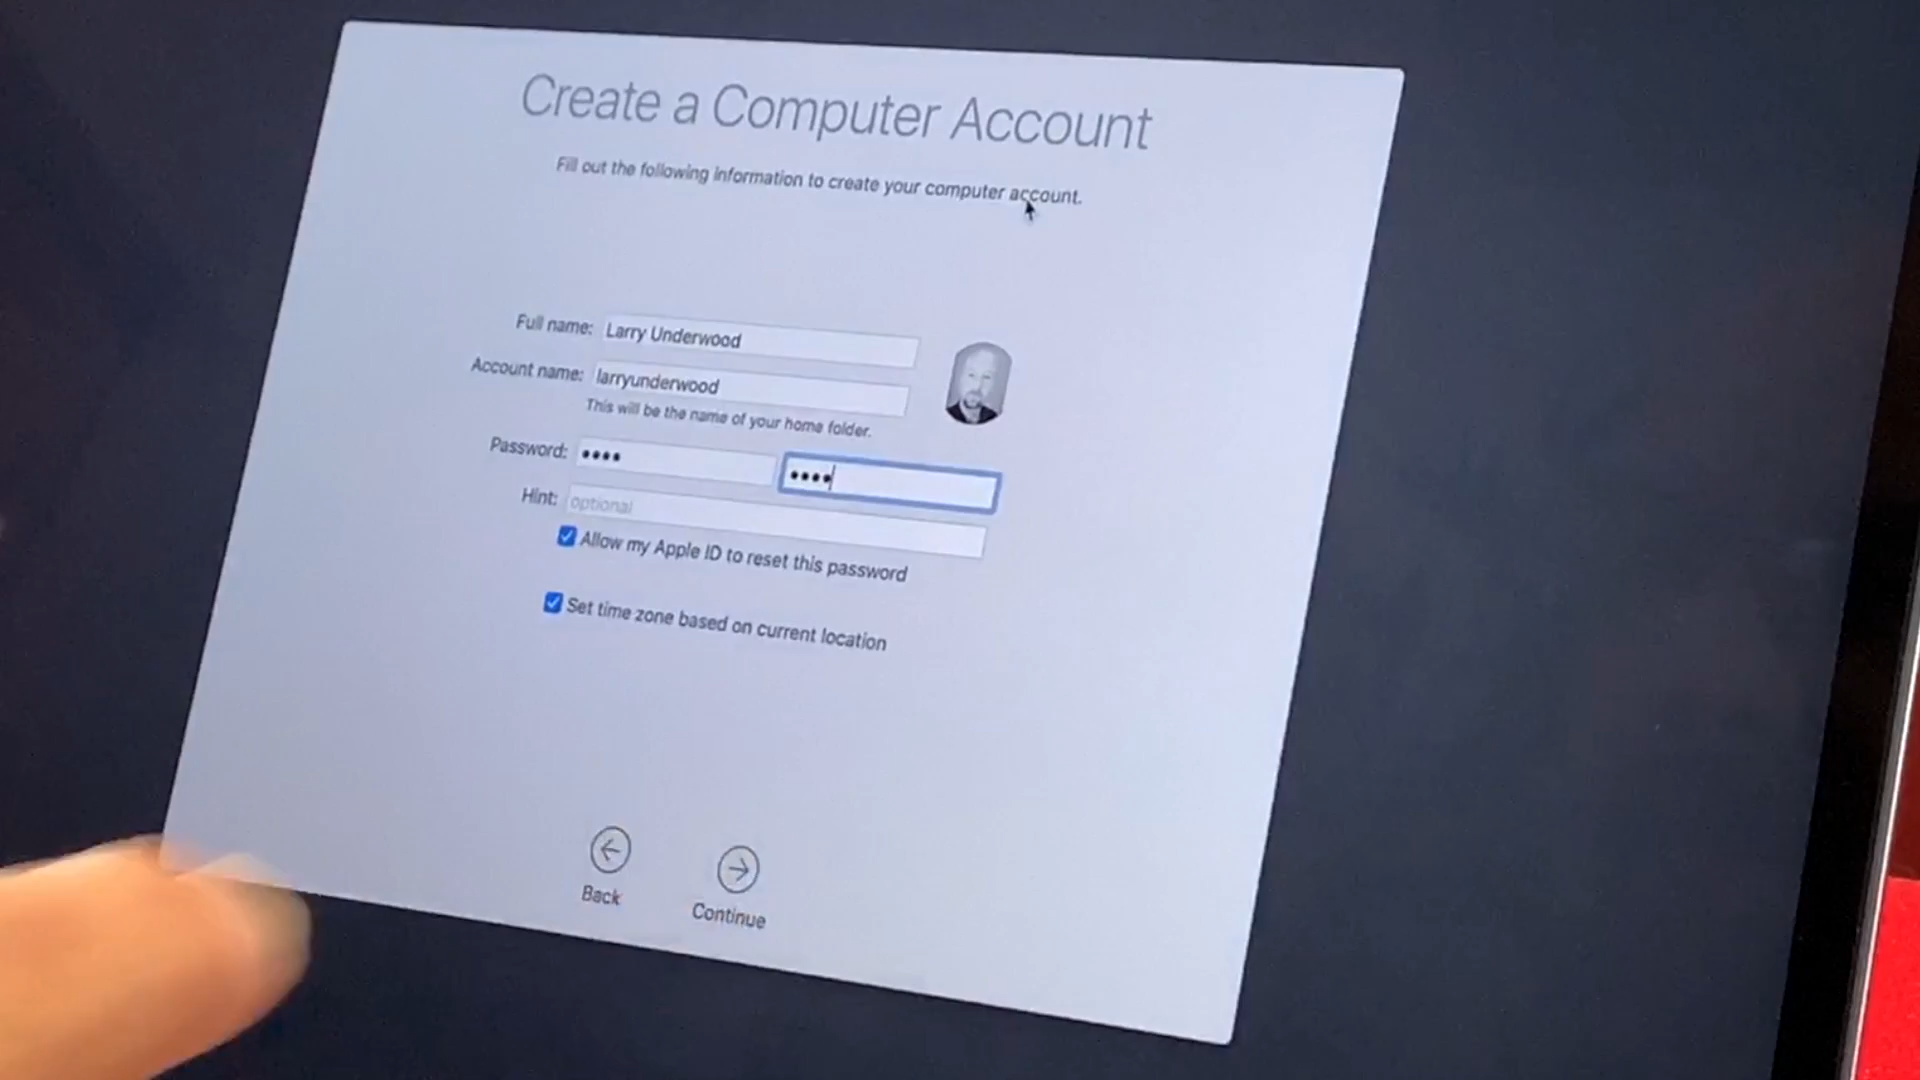 Create a Computer Account
Fill out the following information to create your computer account.
Full name: Larry Underwood
Account name: larryunderwood
This will be the name of your home folder.
Password: •••• ••••
Hint: optional
Allow my Apple ID to reset this password
Set time zone based on current location
Back Continue